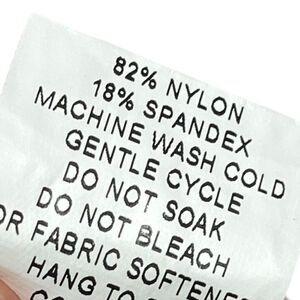 82% NYLON
18% SPANDEX
MACHINE WASH COLD
GENTLE CYCLE
DO NOT SOAK
DO NOT BLEACH
OR FABRIC SOFTENE
HANG TO